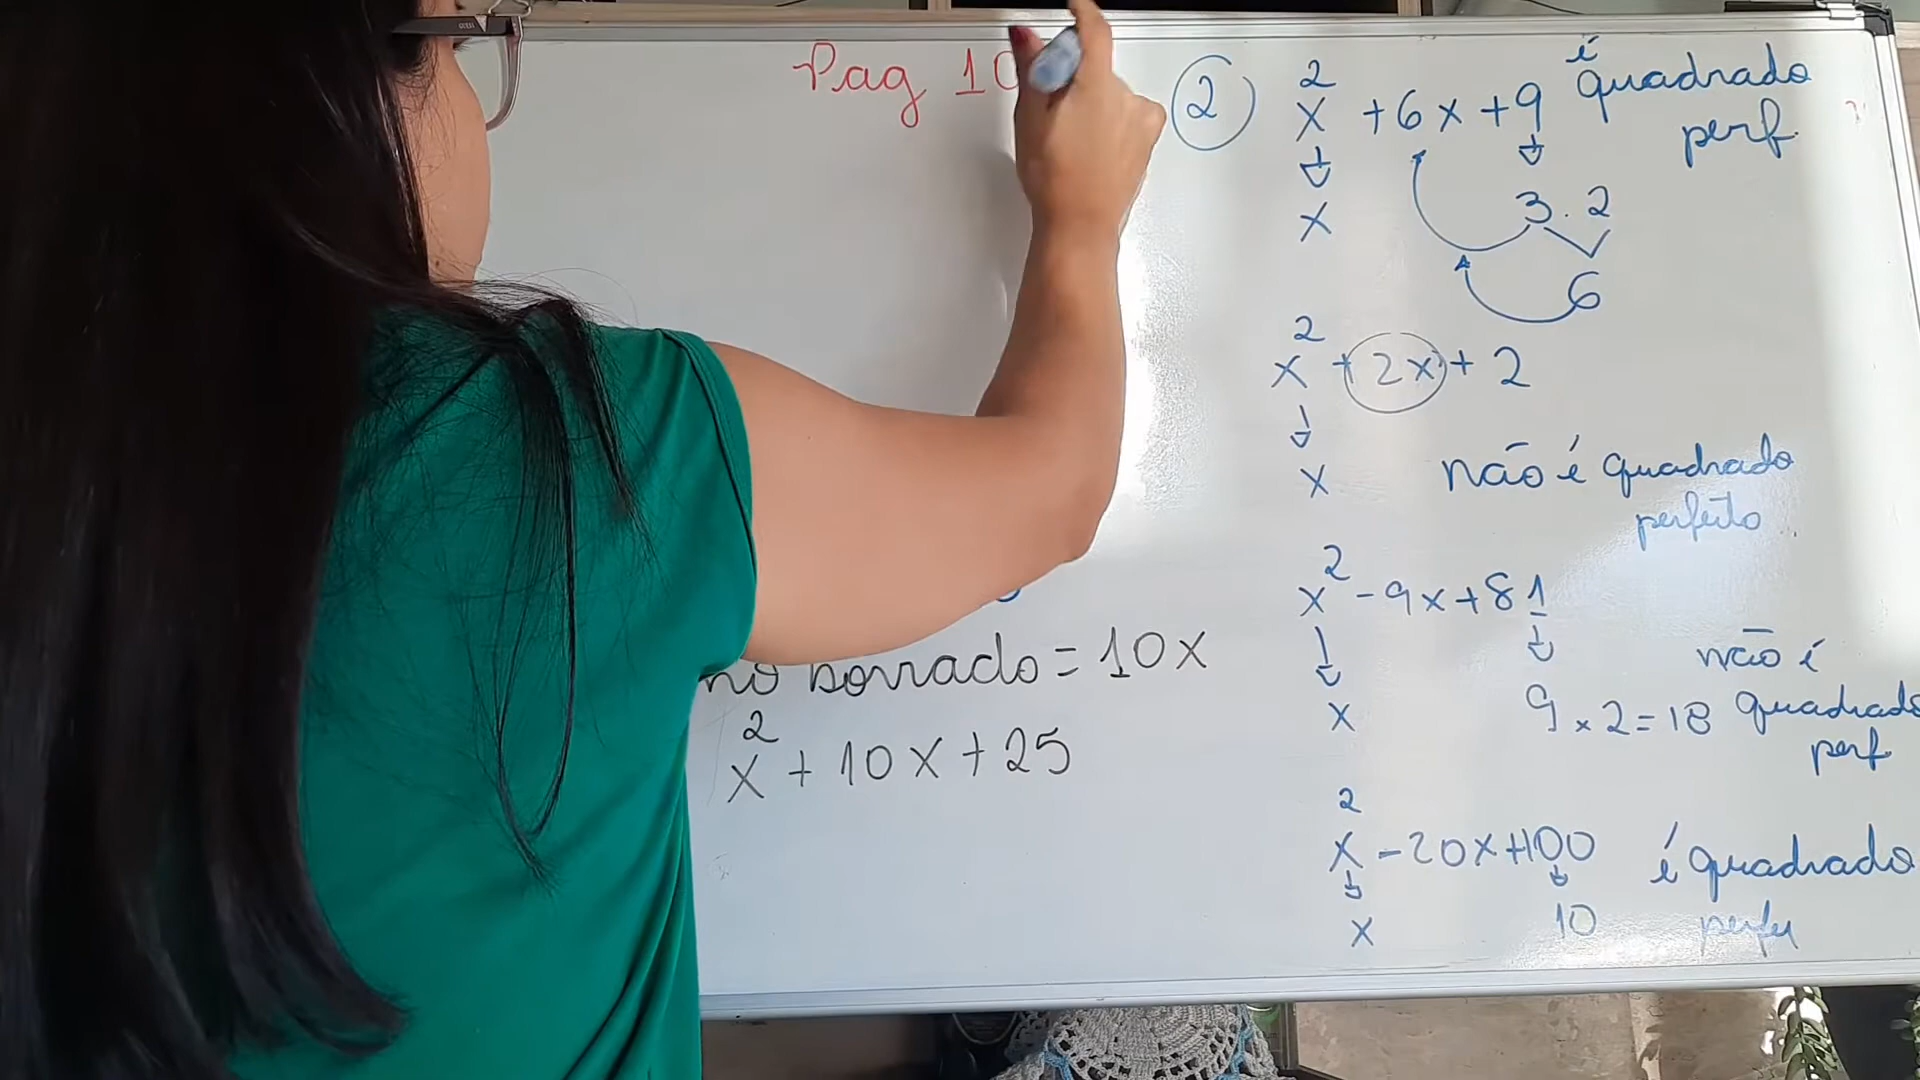 Pag 10
no borrado = 10x
x² + 10x + 25
② x² + 6x + 9 é quadrado
perf.
x 3 . 2
6
x² + 2x + 2
x não é quadrado
perfeito
x² - 9x + 81
não é
x 9 x 2 = 18 quadrado
perf
x² - 20x + 100 é quadrado
x 10